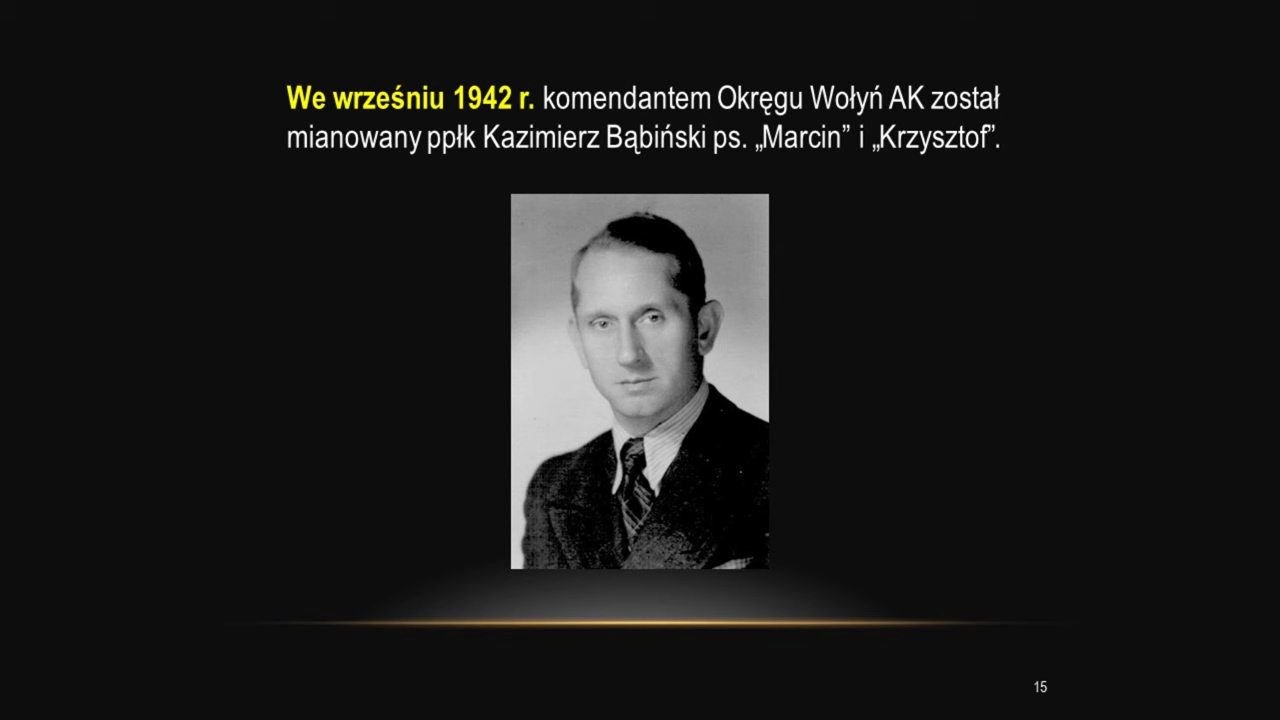 We wrześniu 1942 r. komendantem Okręgu Wołyń AK został
mianowany ppłk Kazimierz Bąbiński ps. „Marcin” i „Krzysztof”.
15